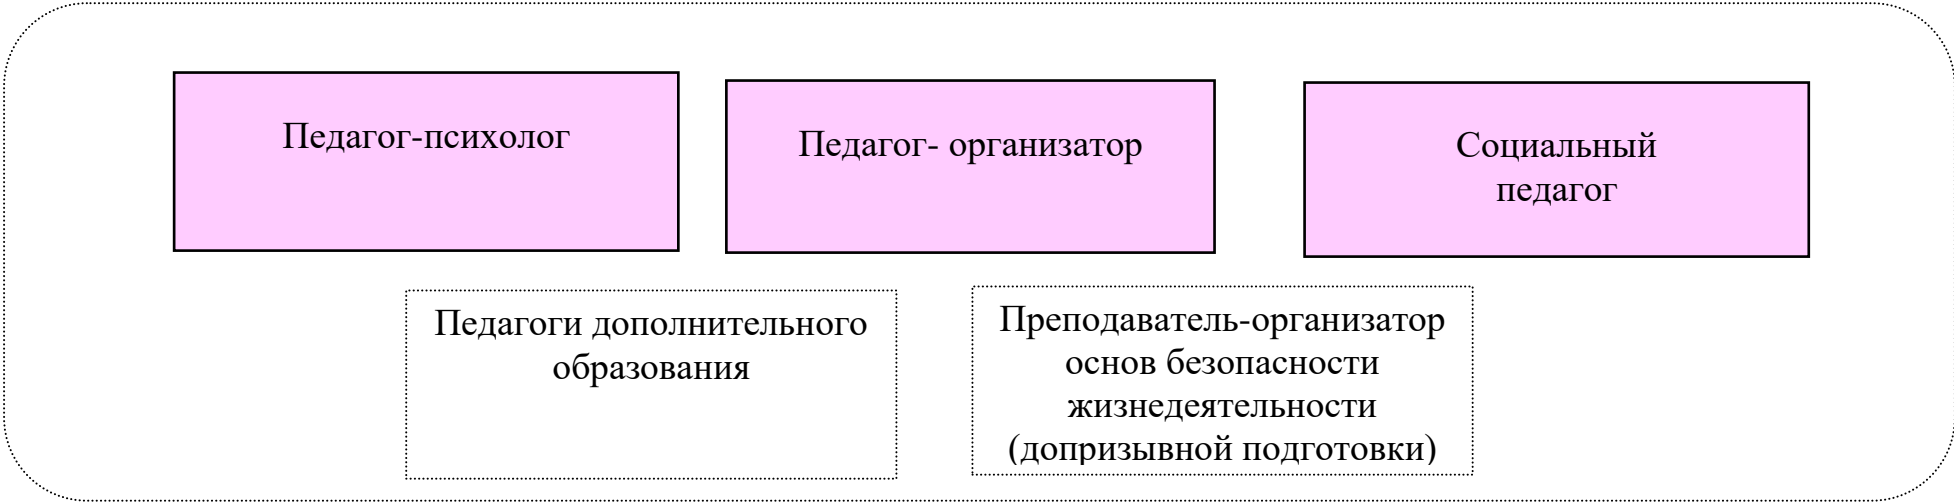 Педагог-психолог
Педагог- организатор
Социальный
педагог
Педагоги дополнительного
образования
Преподаватель-организатор
основ безопасности
жизнедеятельности
(допризывной подготовки)